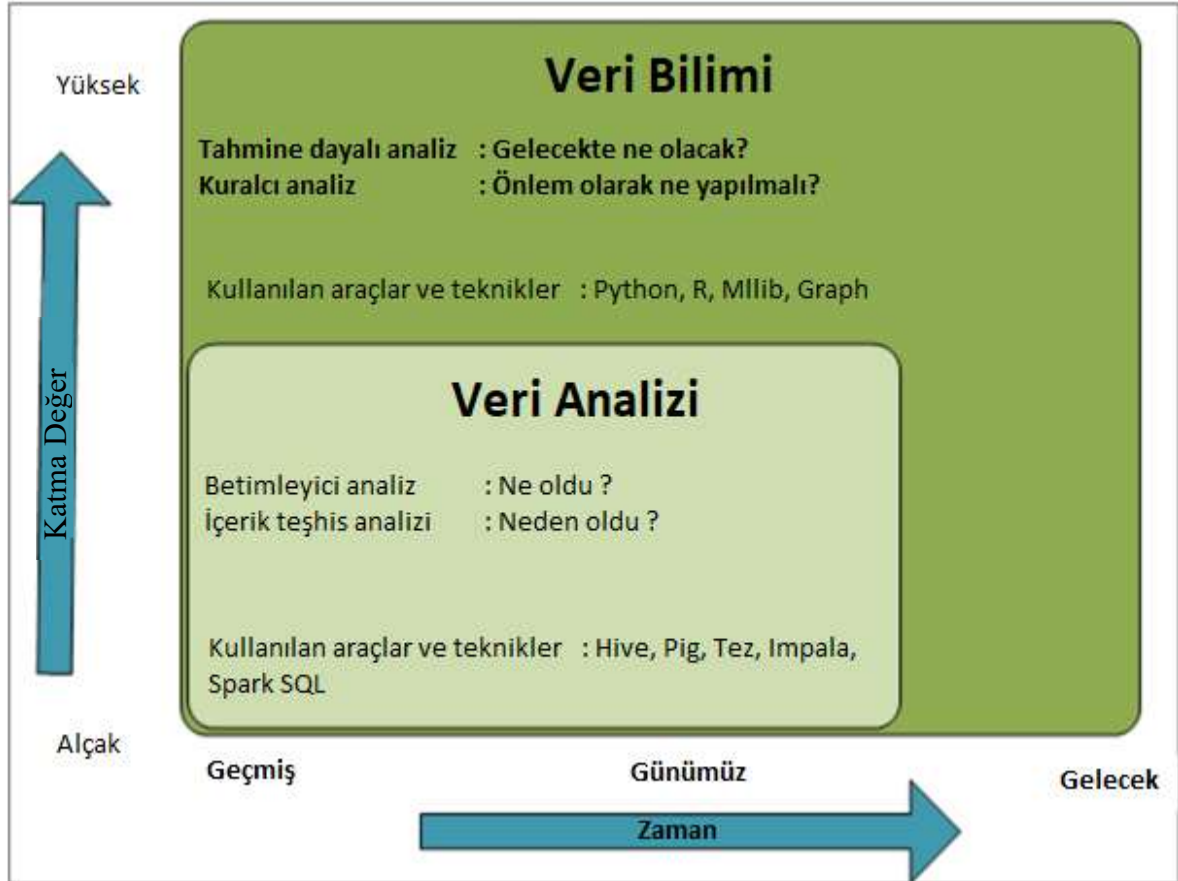 Yüksek
Veri Bilimi
Tahmine dayalı analiz : Gelecekte ne olacak?
Kuralcı analiz : Önlem olarak ne yapılmalı?
Kullanılan araçlar ve teknikler : Python, R, Mllib, Graph
Katma Değer
Veri Analizi
Betimleyici analiz : Ne oldu ?
İçerik teşhis analizi : Neden oldu ?
Kullanılan araçlar ve teknikler : Hive, Pig, Tez, Impala,
Spark SQL
Alçak
Geçmiş Günümüz Gelecek
Zaman